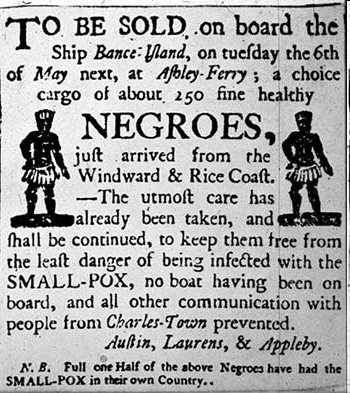 TO BE SOLD on board the
Ship Bance-Yſland, on tueſday the 6th
of May next, at Aſhley-Ferry; a choice
cargo of about 250 fine healthy
NEGROES,
juſt arrived from the
Windward & Rice Coaſt.
—The utmoſt care has
already been taken, and
ſhall be continued, to keep them free from
the leaſt danger of being infected with the
SMALL-POX, no boat having been on
board, and all other communication with
people from Charles-Town prevented.
Auſtin, Laurens, & Appleby.
N. B. Full one Half of the above Negroes have had the
SMALL-POX in their own Country.